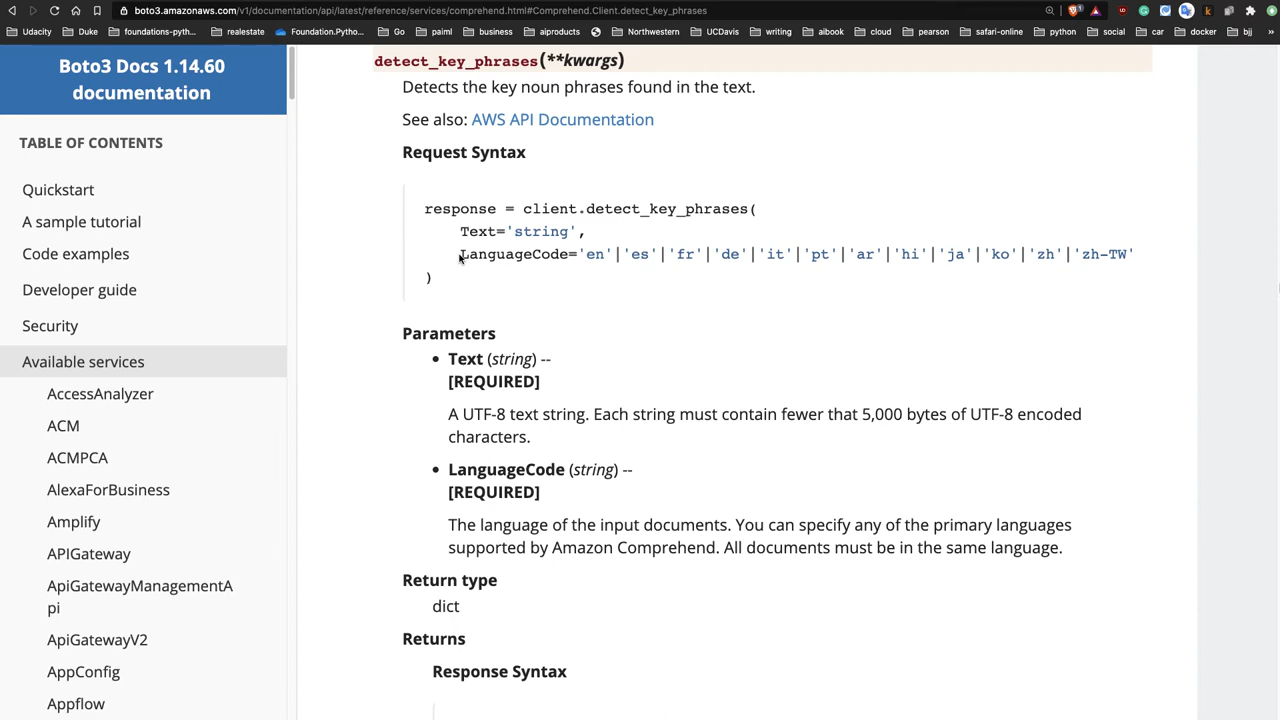 boto3.amazonaws.com/v1/documentation/api/latest/reference/services/comprehend.html#Comprehend.Client.detect_key_phrases
Udacity Duke foundations-pyth... realestate Foundation.Pytho... Go paiml business aiproducts Northwestern UCDavis writing aibook cloud pearson safari-online python social car docker bjj »
Boto3 Docs 1.14.60
documentation
TABLE OF CONTENTS
Quickstart
A sample tutorial
Code examples
Developer guide
Security
Available services
AccessAnalyzer
ACM
ACMPCA
AlexaForBusiness
Amplify
APIGateway
ApiGatewayManagementA
pi
ApiGatewayV2
AppConfig
Appflow
detect_key_phrases(**kwargs)
Detects the key noun phrases found in the text.
See also: AWS API Documentation
Request Syntax
response = client.detect_key_phrases(
Text='string',
LanguageCode='en'|'es'|'fr'|'de'|'it'|'pt'|'ar'|'hi'|'ja'|'ko'|'zh'|'zh-TW'
)
Parameters
• Text (string) --
[REQUIRED]
A UTF-8 text string. Each string must contain fewer that 5,000 bytes of UTF-8 encoded
characters.
• LanguageCode (string) --
[REQUIRED]
The language of the input documents. You can specify any of the primary languages
supported by Amazon Comprehend. All documents must be in the same language.
Return type
dict
Returns
Response Syntax